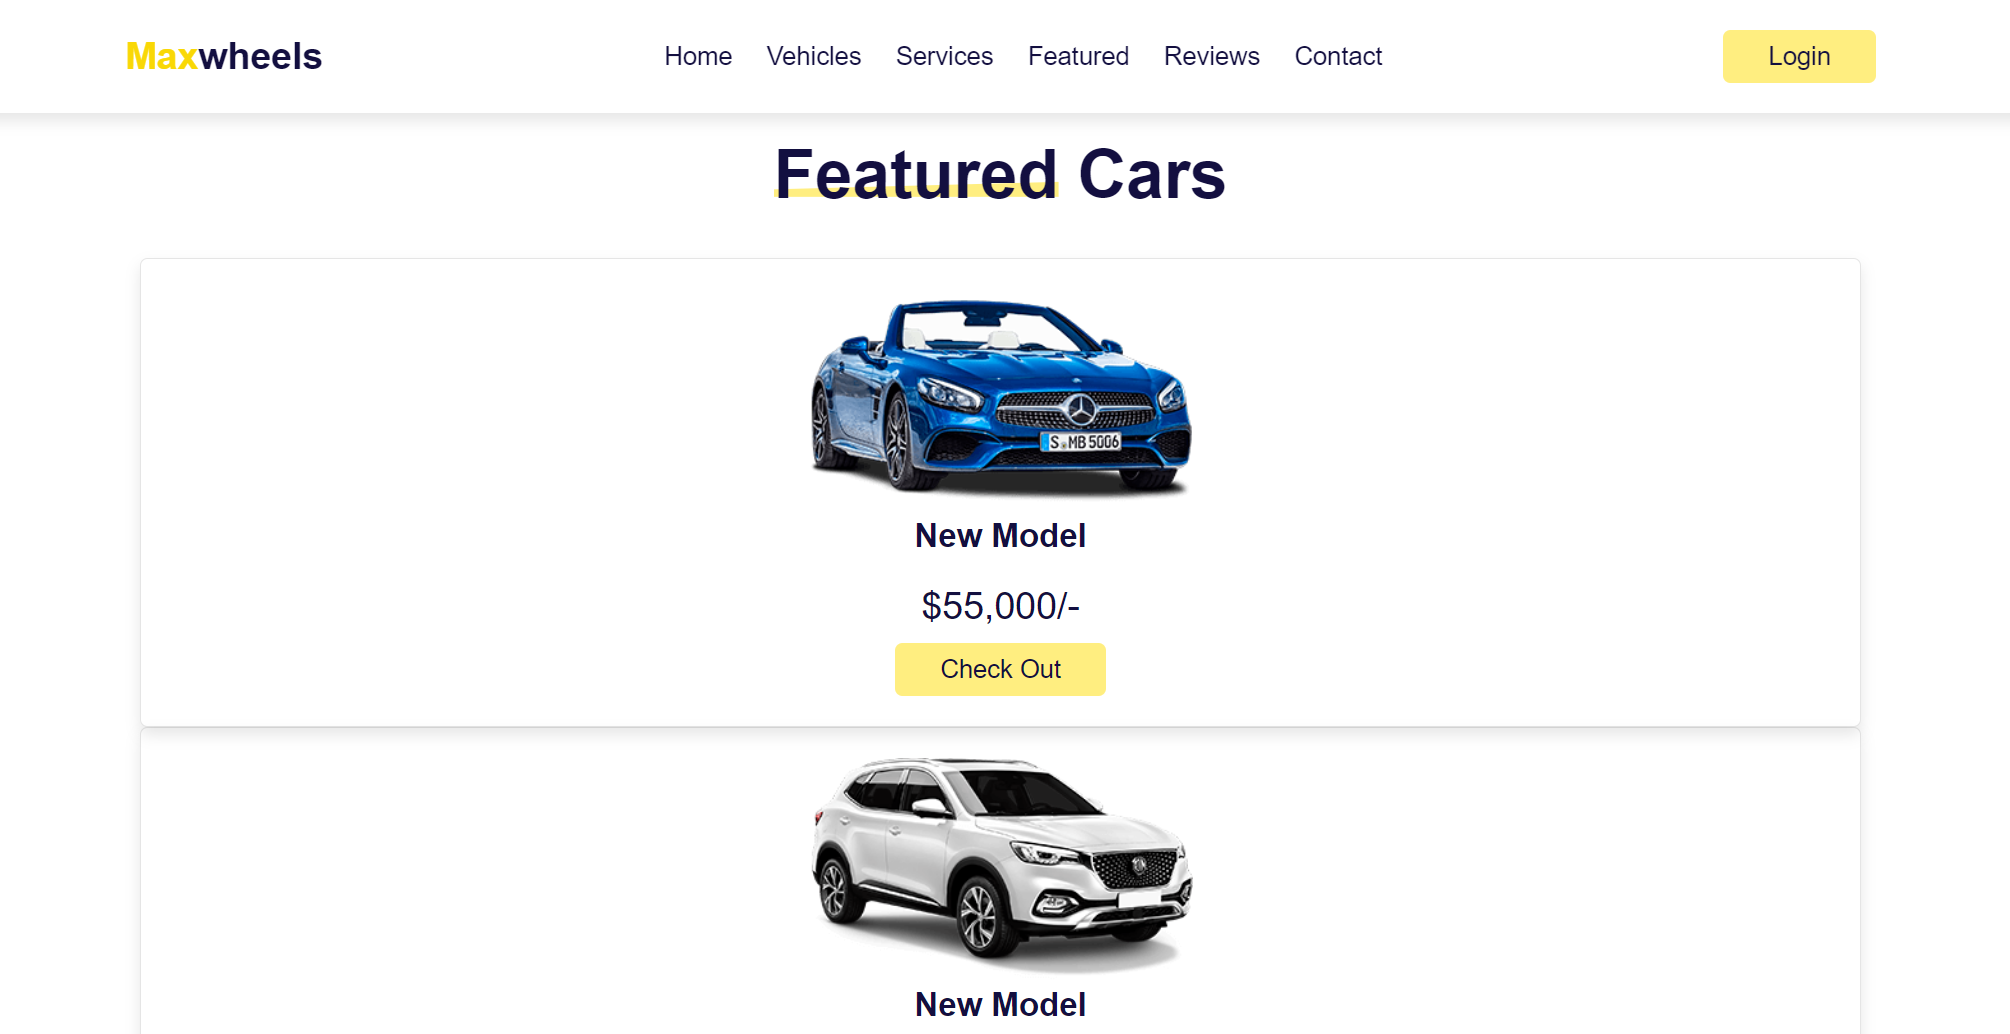 Maxwheels
Home Vehicles Services Featured Reviews Contact
Login
Featured Cars
S MB 5006
New Model
$55,000/-
Check Out
New Model